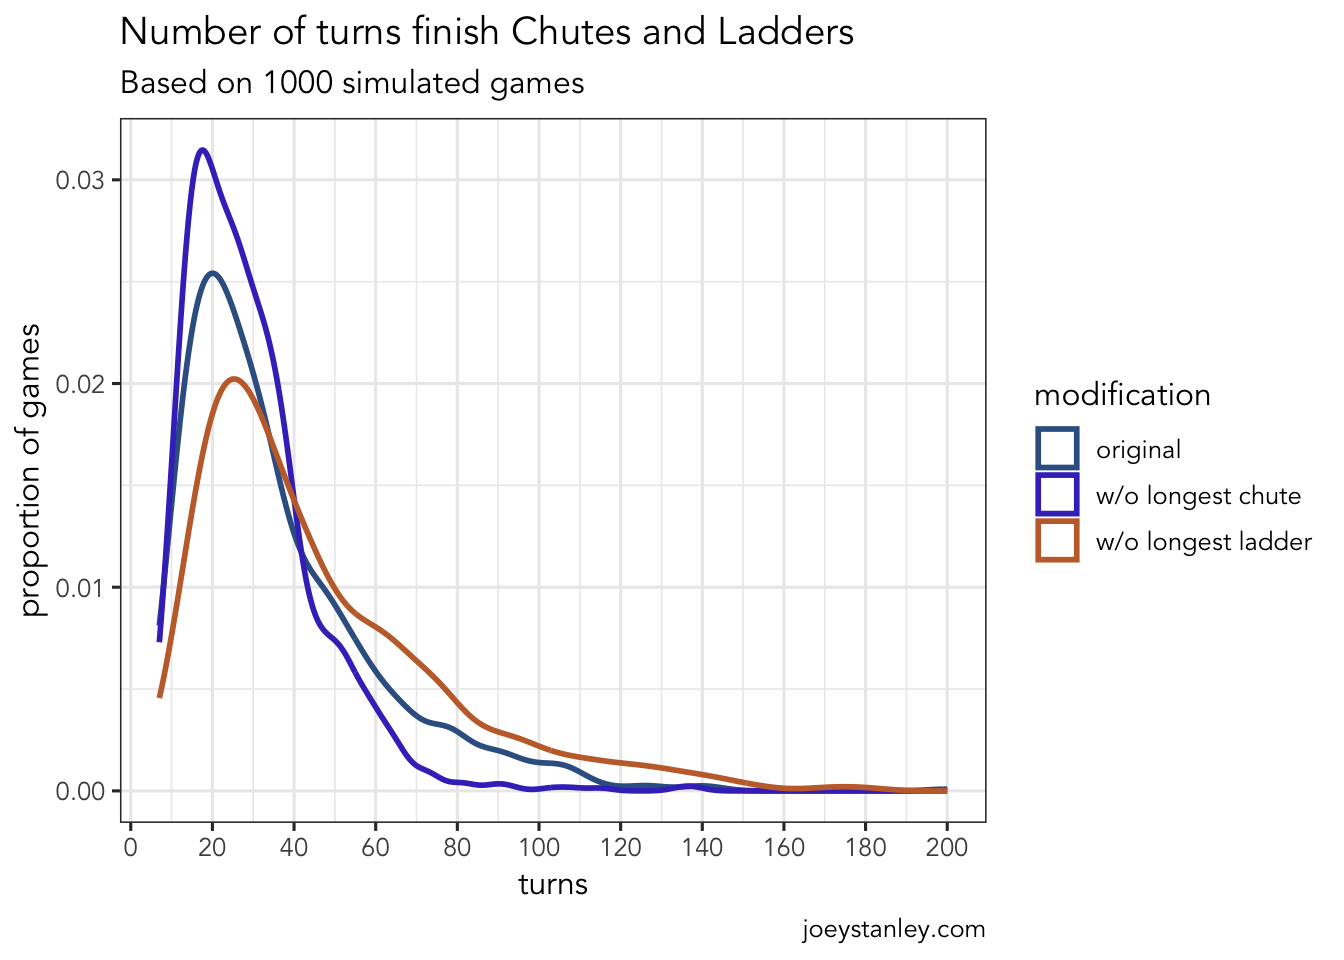 Number of turns finish Chutes and Ladders
Based on 1000 simulated games
proportion of games
0.03
0.02
0.01
0.00
0 20 40 60 80 100 120 140 160 180 200
turns
modification
original
w/o longest chute
w/o longest ladder
joeystanley.com